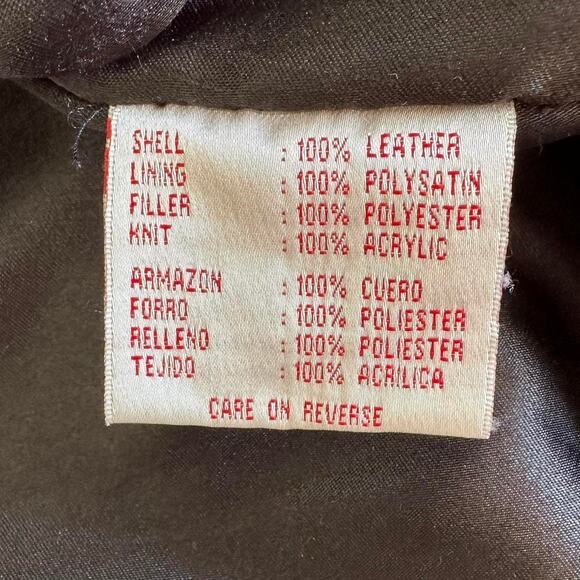 SHELL : 100% LEATHER
LINING : 100% POLYSATIN
FILLER : 100% POLYESTER
KNIT : 100% ACRYLIC
ARMAZON : 100% CUERO
FORRO : 100% POLIESTER
RELLENO : 100% POLIESTER
TEJIDO : 100% ACRILICA
CARE ON REVERSE